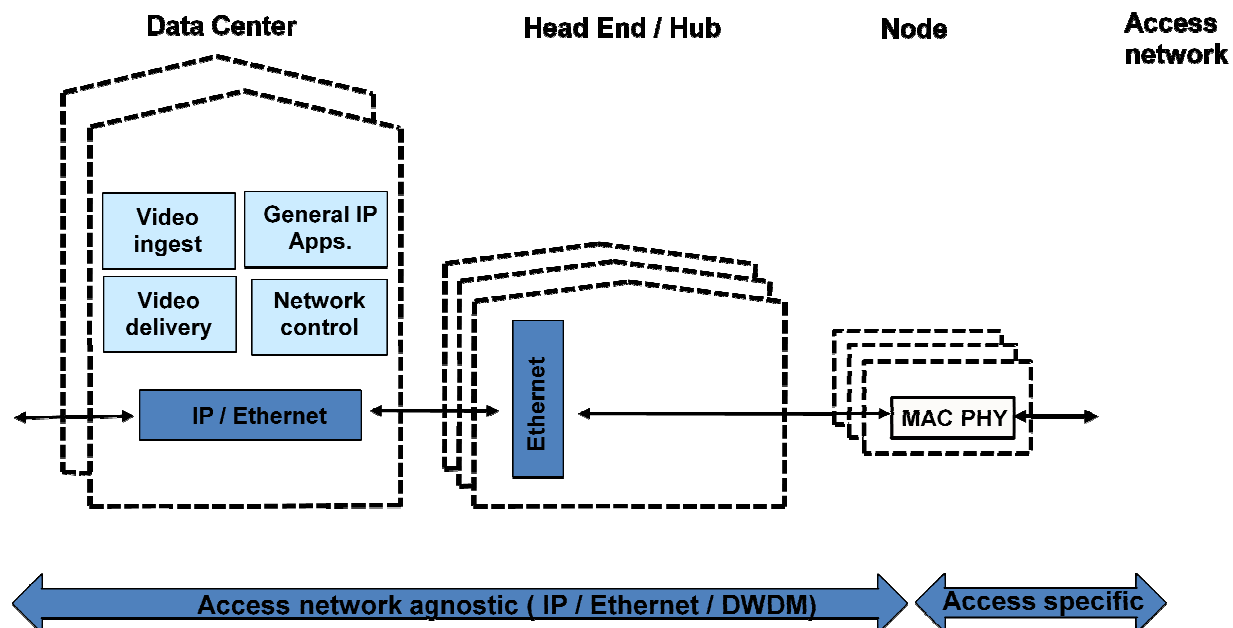 Data Center
Head End / Hub
Node
Access
network
Video
ingest
General IP
Apps.
Video
delivery
Network
control
IP / Ethernet
Ethernet
MAC PHY
Access network agnostic ( IP / Ethernet / DWDM)
Access specific